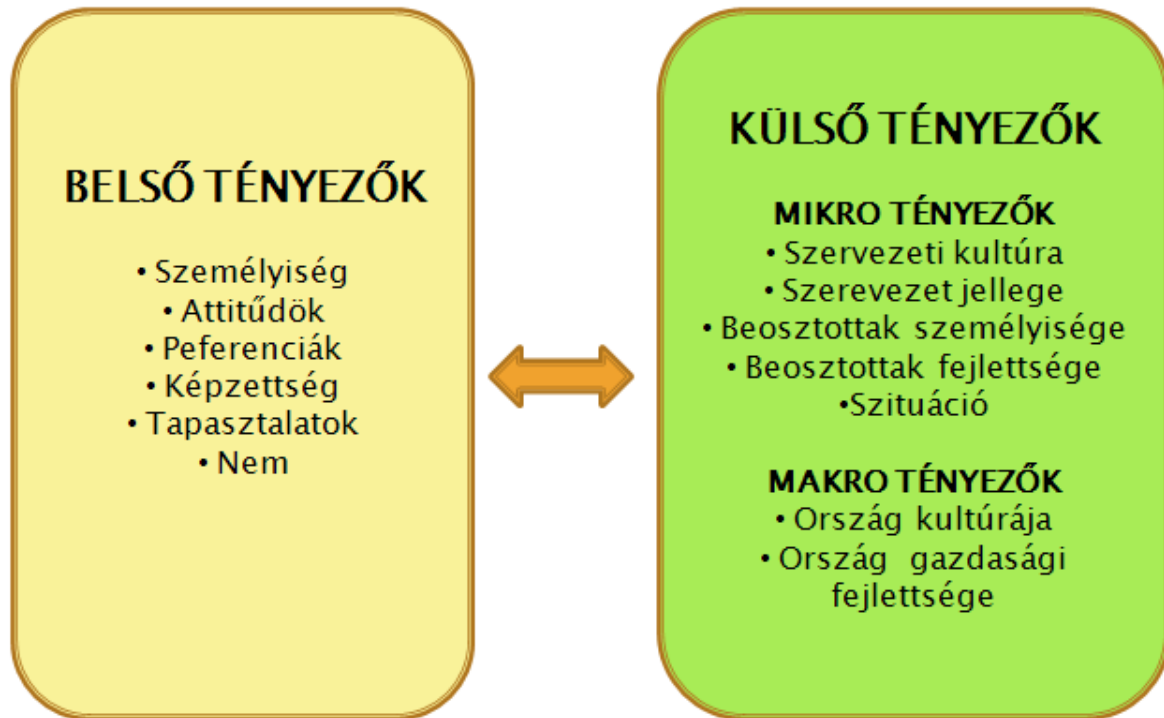 BELSŐ TÉNYEZŐK
• Személyiség
• Attitűdök
• Peferenciák
• Képzettség
• Tapasztalatok
• Nem
KÜLSŐ TÉNYEZŐK
MIKRO TÉNYEZŐK
• Szervezeti kultúra
• Szerevezet jellege
• Beosztottak személyisége
• Beosztottak fejlettsége
•Szituáció
MAKRO TÉNYEZŐK
• Ország kultúrája
• Ország gazdasági
fejlettsége